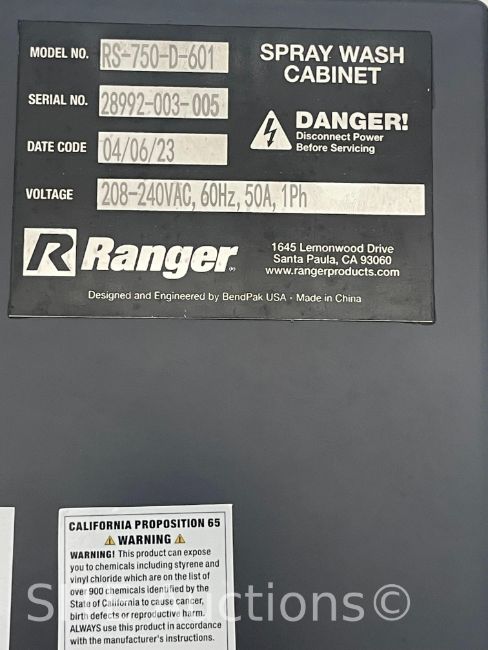 MODEL NO. RS-750-D-601
SPRAY WASH
CABINET
SERIAL NO. 28992-003-005
DANGER!
Disconnect Power
Before Servicing
DATE CODE 04/06/23
VOLTAGE 208-240VAC, 60Hz, 50A, 1Ph
R Ranger®
1645 Lemonwood Drive
Santa Paula, CA 93060
www.rangerproducts.com
Designed and Engineered by BendPak USA · Made in China
CALIFORNIA PROPOSITION 65
⚠ WARNING ⚠
WARNING! This product can expose
you to chemicals including styrene and
vinyl chloride which are on the list of
over 900 chemicals identified by the
State of California to cause cancer,
birth defects or reproductive harm.
ALWAYS use this product in accordance
with the manufacturer's instructions.